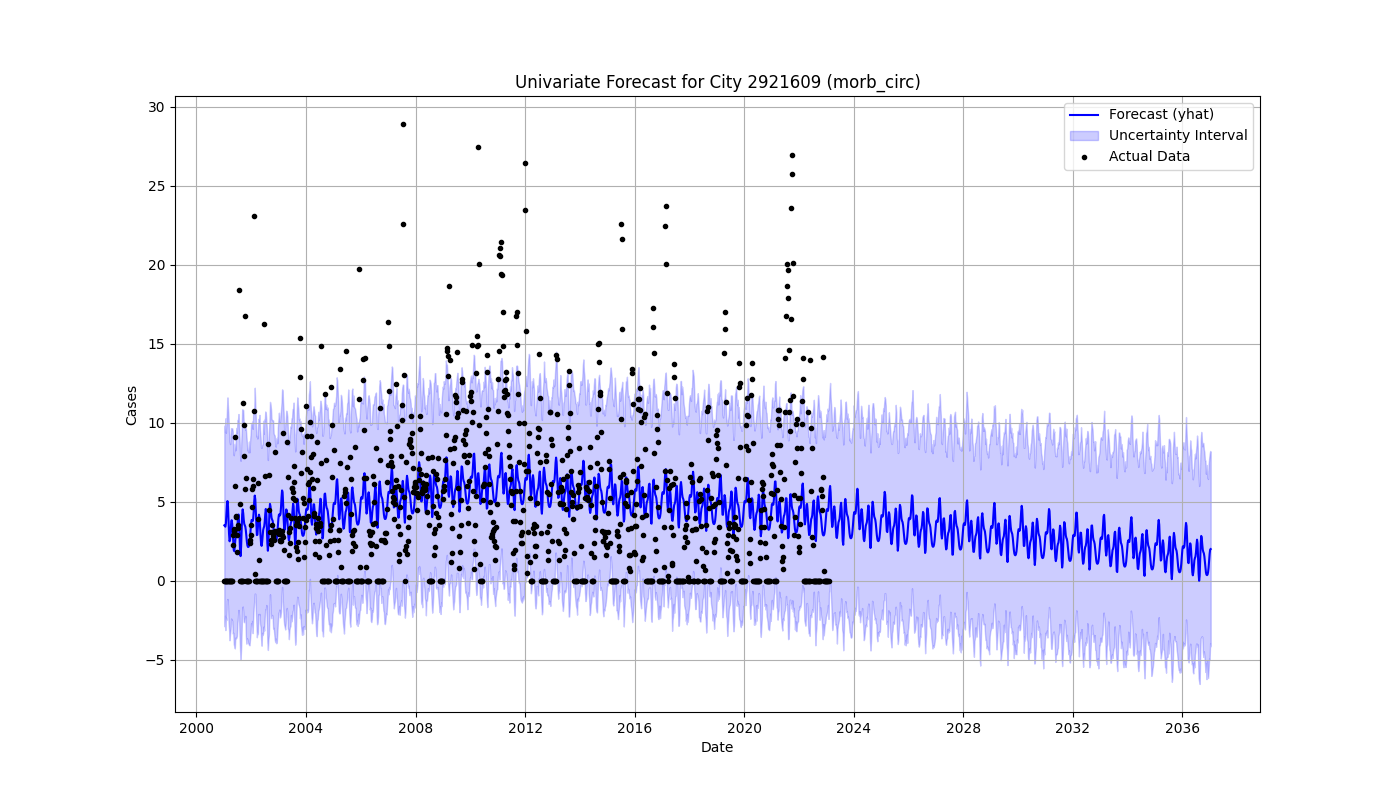 Univariate Forecast for City 2921609 (morb_circ)
Forecast (yhat)
Uncertainty Interval
Actual Data
Cases
30
25
20
15
10
5
0
−5
2000 2004 2008 2012 2016 2020 2024 2028 2032 2036
Date